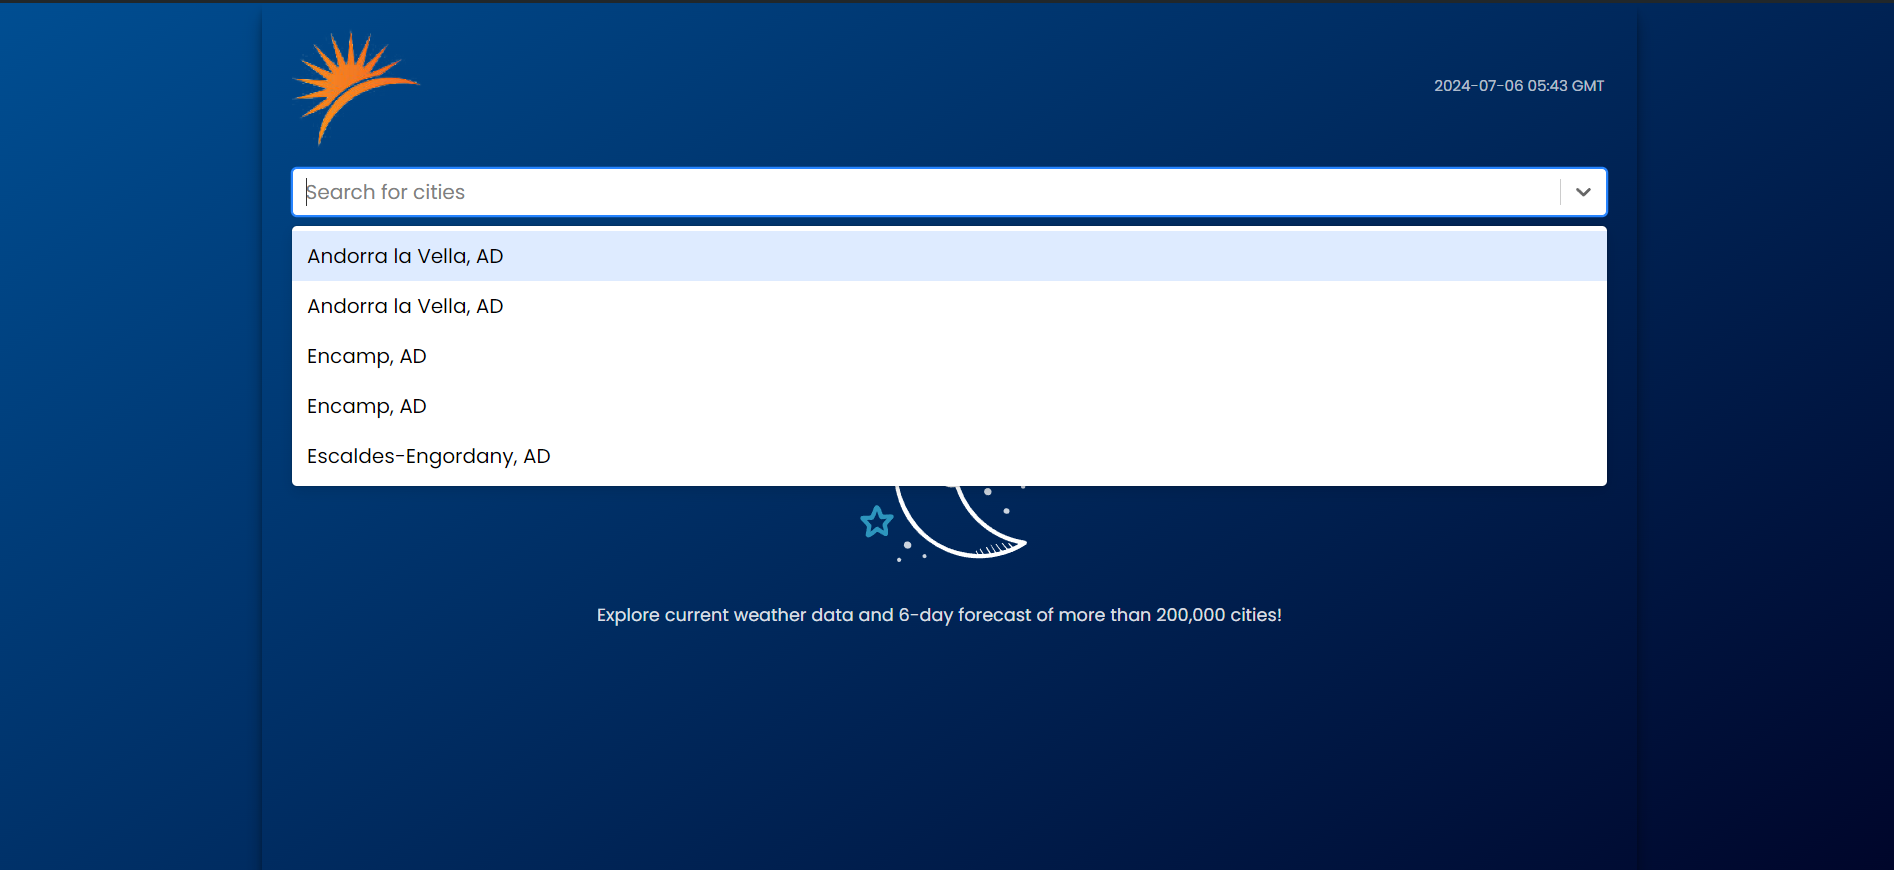 2024-07-06 05:43 GMT
Search for cities
Andorra la Vella, AD
Andorra la Vella, AD
Encamp, AD
Encamp, AD
Escaldes-Engordany, AD
Explore current weather data and 6-day forecast of more than 200,000 cities!